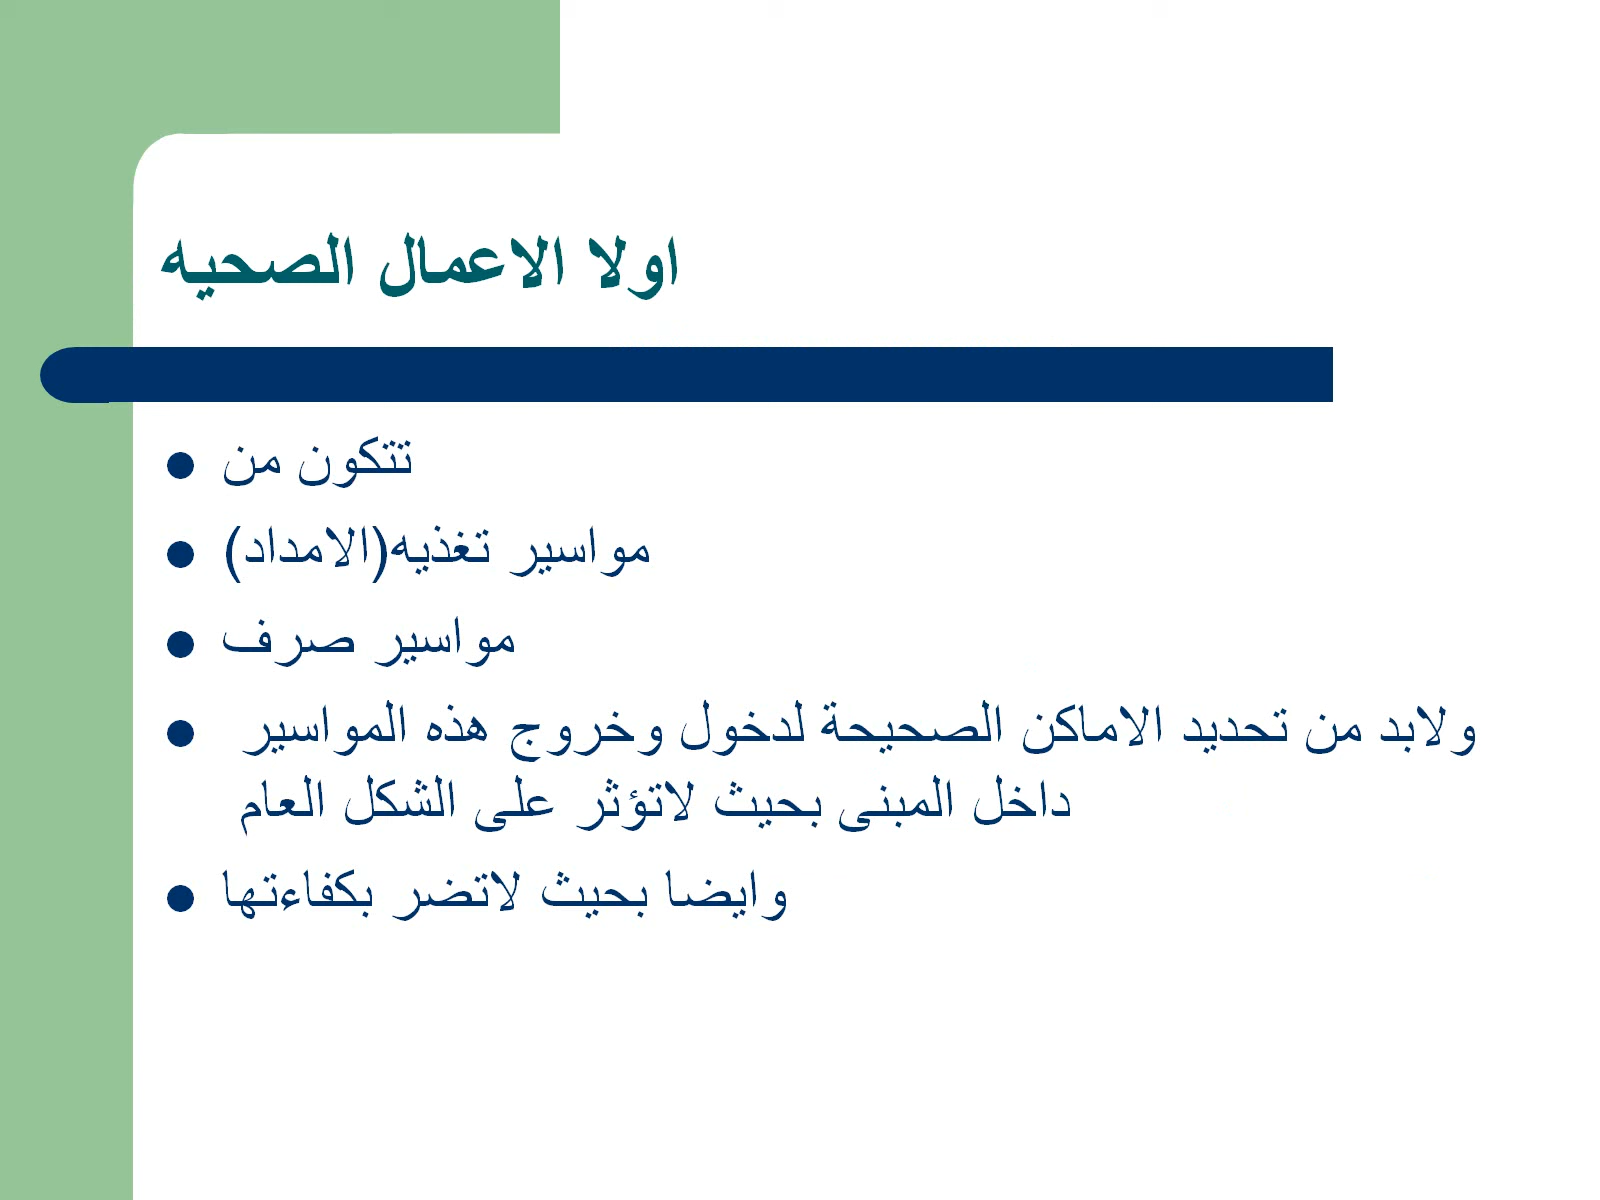 اولا الاعمال الصحيه
تتكون من
مواسير تغذيه(الامداد)
مواسير صرف
ولابد من تحديد الاماكن الصحيحة لدخول وخروج هذه المواسير
داخل المبنى بحيث لاتؤثر على الشكل العام
وايضا بحيث لاتضر بكفاءتها